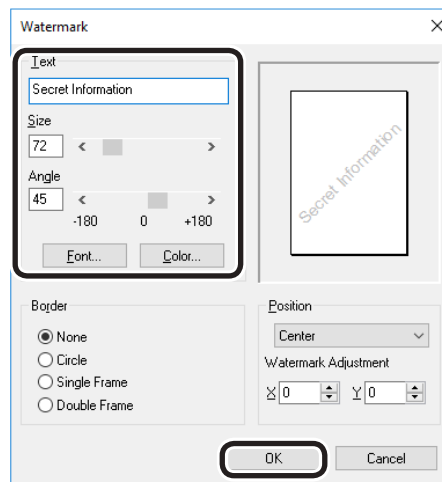 Watermark
Text
Secret Information
Size
72
Angle
45
-180 0 +180
Font... Color...
Secret Information
Border
None
Circle
Single Frame
Double Frame
Position
Center
Watermark Adjustment
X 0 Y 0
OK Cancel